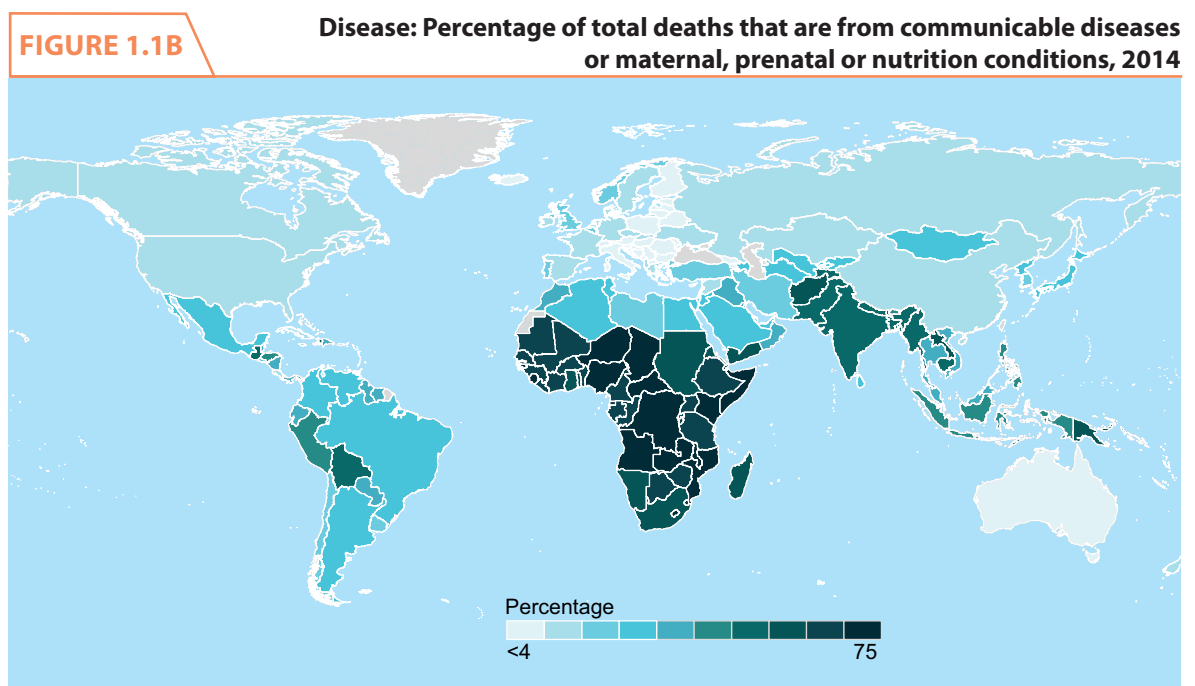 FIGURE 1.1B
Disease: Percentage of total deaths that are from communicable diseases
or maternal, prenatal or nutrition conditions, 2014
Percentage
<4
75